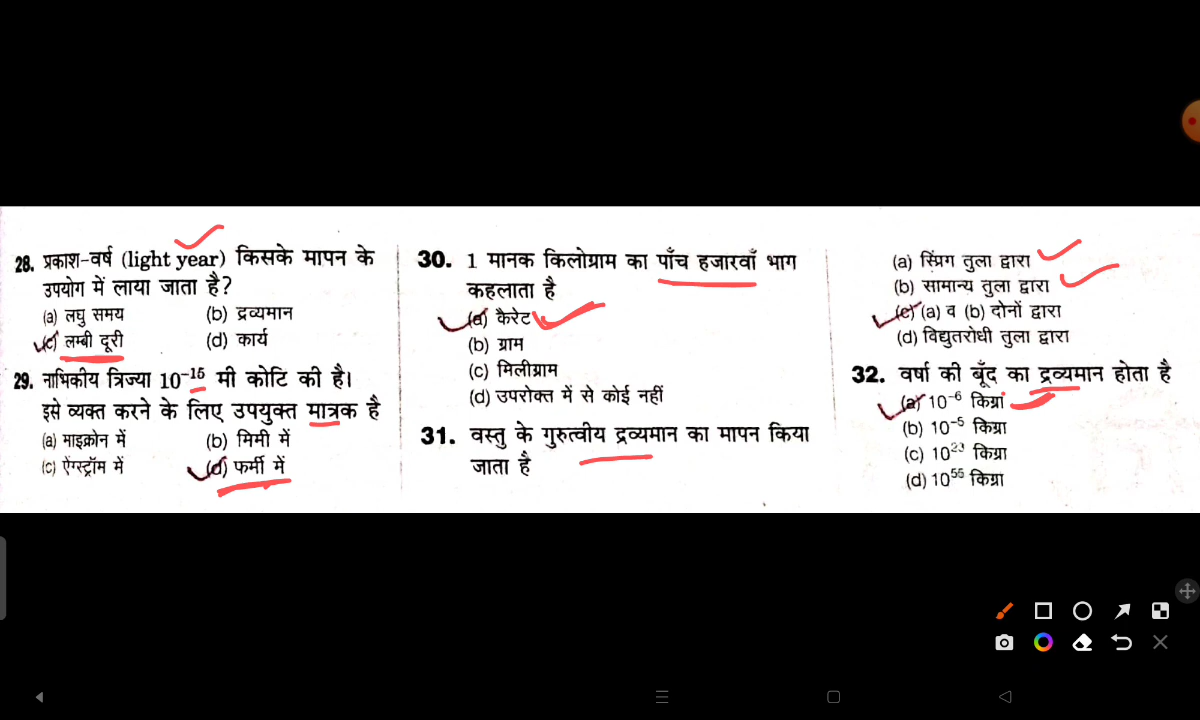 28. प्रकाश-वर्ष (light year) किसके मापन के
उपयोग में लाया जाता है?
(a) लघु समय (b) द्रव्यमान
(c) लम्बी दूरी (d) कार्य
29. नाभिकीय त्रिज्या 10⁻¹⁵ मी कोटि की है।
इसे व्यक्त करने के लिए उपयुक्त मात्रक है
(a) माइक्रोन में (b) मिमी में
(c) ऐंग्स्ट्रॉम में (d) फर्मी में
30. 1 मानक किलोग्राम का पाँच हजारवाँ भाग
कहलाता है
(a) कैरेट
(b) ग्राम
(c) मिलीग्राम
(d) उपरोक्त में से कोई नहीं
31. वस्तु के गुरुत्वीय द्रव्यमान का मापन किया
जाता है
(a) स्प्रिंग तुला द्वारा
(b) सामान्य तुला द्वारा
(c) (a) व (b) दोनों द्वारा
(d) विद्युतरोधी तुला द्वारा
32. वर्षा की बूँद का द्रव्यमान होता है
(a) 10⁻⁶ किग्रा
(b) 10⁻⁵ किग्रा
(c) 10²³ किग्रा
(d) 10⁵⁵ किग्रा